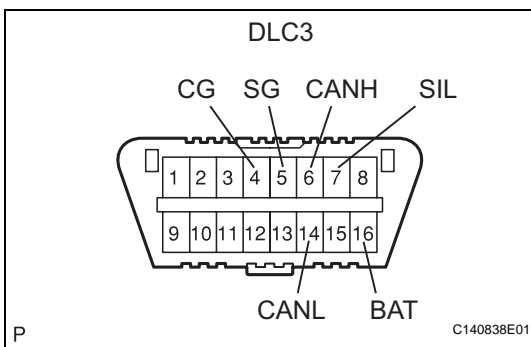 DLC3
CG SG CANH SIL
1 2 3 4 5 6 7 8
9 10 11 12 13 14 15 16
CANL BAT
P C140838E01